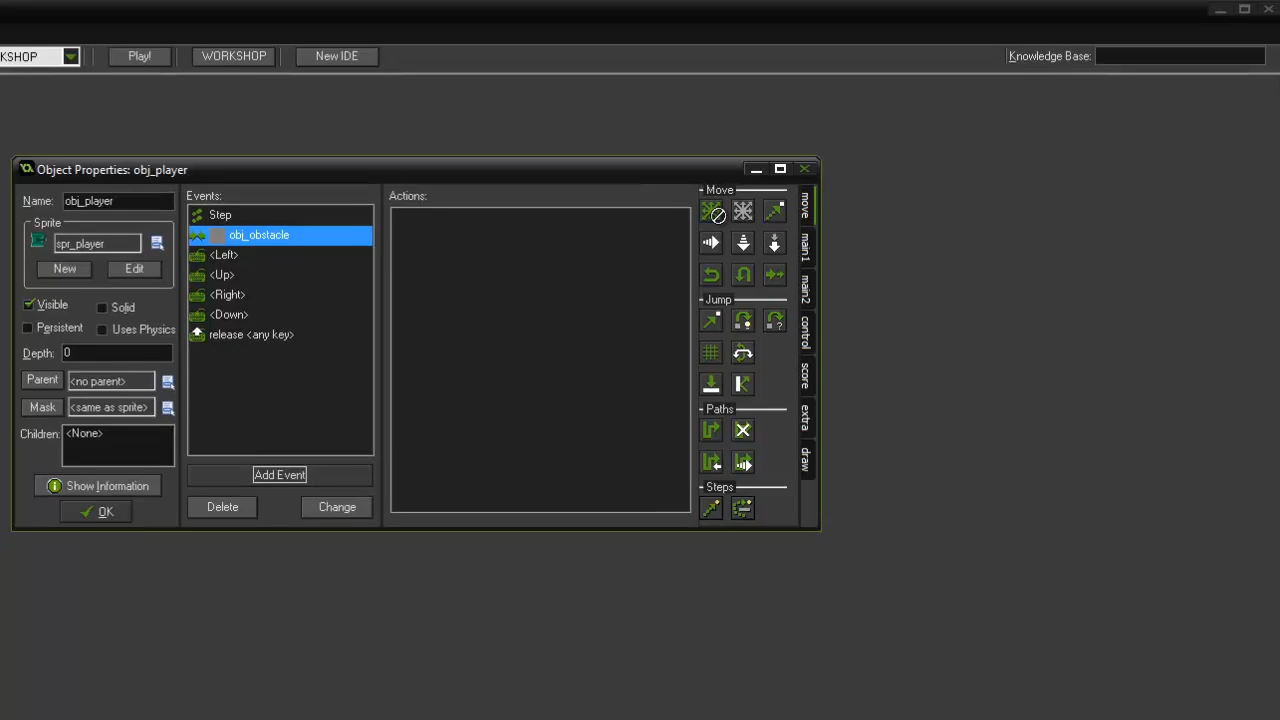 KSHOP
Play!
WORKSHOP
New IDE
Knowledge Base:
Object Properties: obj_player
Name:
obj_player
Sprite
spr_player
New
Edit
Visible
Solid
Persistent
Uses Physics
Depth:
0
Parent
<no parent>
Mask
<same as sprite>
Children:
<None>
Show Information
OK
Events:
Step
obj_obstacle
<Left>
<Up>
<Right>
<Down>
release <any key>
Add Event
Delete
Change
Actions:
Move
Jump
Paths
Steps
move
main1
main2
control
score
extra
draw